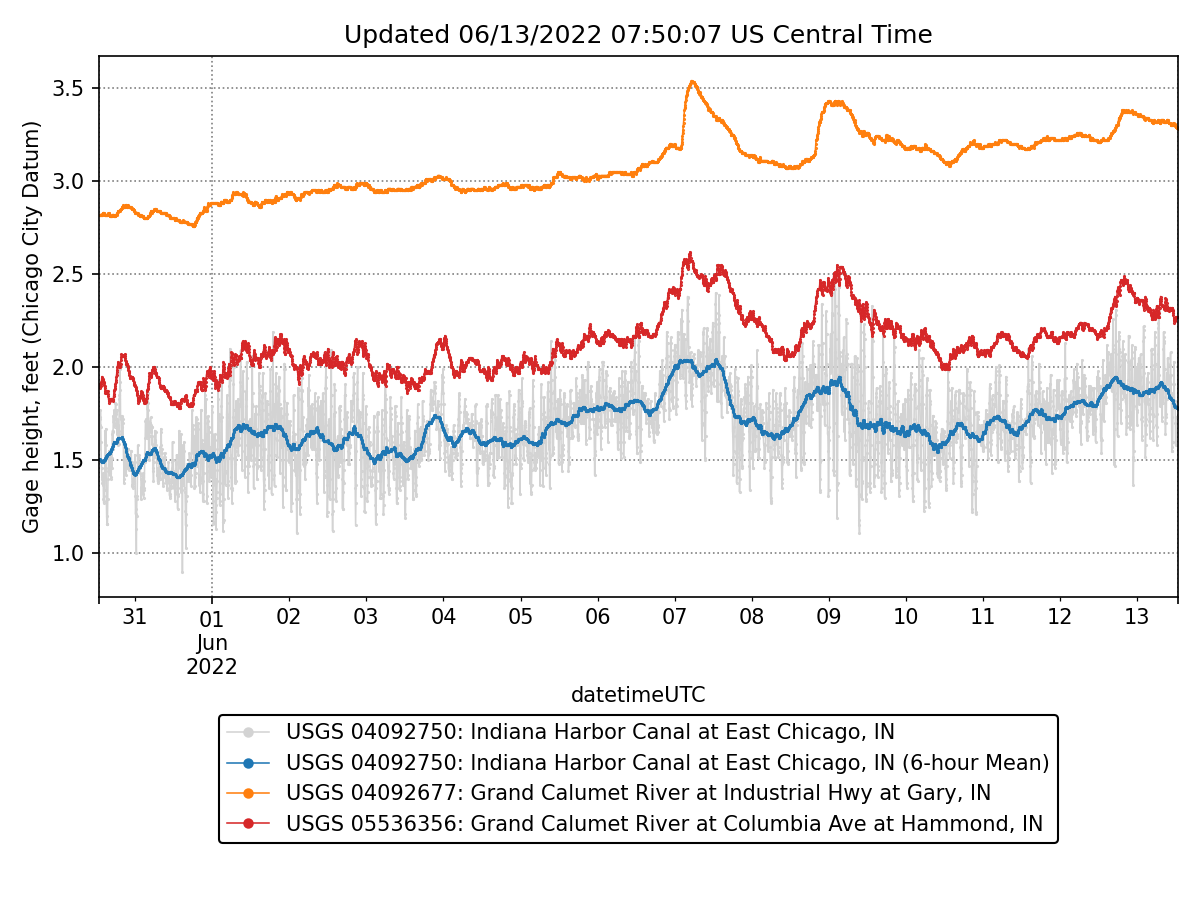 Updated 06/13/2022 07:50:07 US Central Time
Gage height, feet (Chicago City Datum)
3.5
3.0
2.5
2.0
1.5
1.0
31 01 02 03 04 05 06 07 08 09 10 11 12 13
Jun
2022
datetimeUTC
USGS 04092750: Indiana Harbor Canal at East Chicago, IN
USGS 04092750: Indiana Harbor Canal at East Chicago, IN (6-hour Mean)
USGS 04092677: Grand Calumet River at Industrial Hwy at Gary, IN
USGS 05536356: Grand Calumet River at Columbia Ave at Hammond, IN